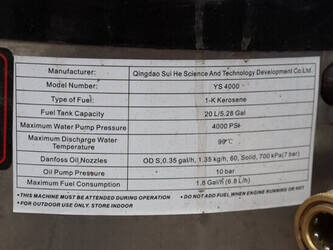 Manufacturer: Qingdao Sui He Science And Technology Development Co.Ltd.
Model Number: YS 4000
Type of Fuel: 1-K Kerosene
Fuel Tank Capacity 20 L/5.28 Gal
Maximum Water Pump Pressure 4000 PSI
Maximum Discharge Water Temperature 99°C
Danfoss Oil Nozzles OD S,0.35 gal/h, 1.35 kg/h, 60, Solid, 700 kPa(7 bar)
Oil Pump Pressure 10 bar
Maximum Fuel Consumption 1.8 Gal/h (6.8 L/h)
•THIS MACHINE MUST BE ATTENDED DURING OPERATION •DO NOT ADD FUEL WHEN ENGINE RUNNING OR HOT
•FOR OUTDOOR USE ONLY. STORE INDOOR